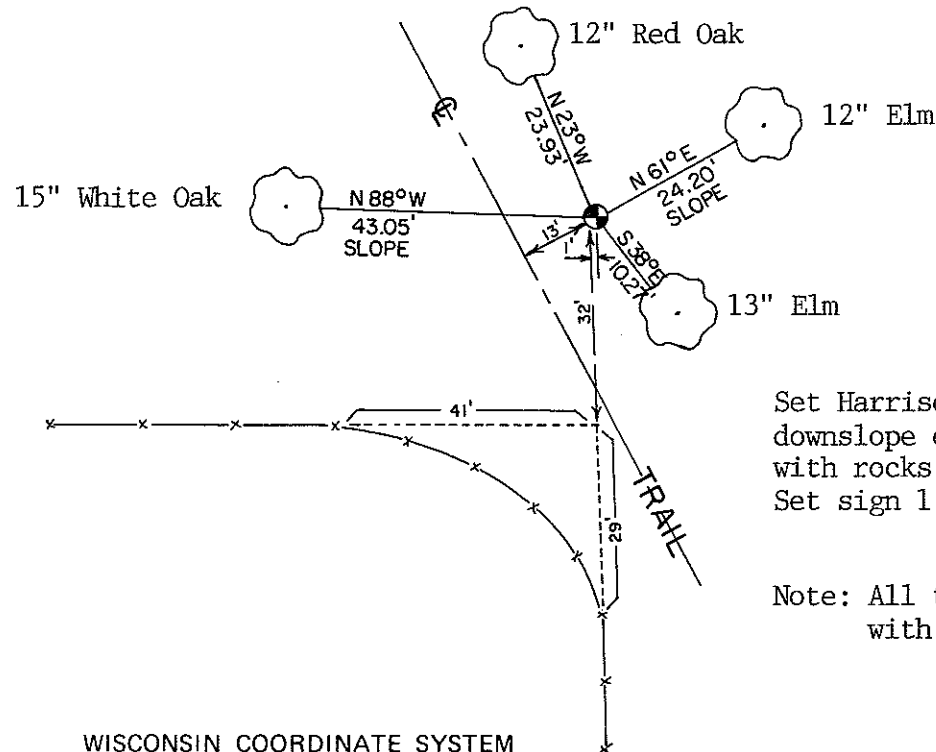 12" Red Oak
N 23° W
23.93'
12" Elm
N 61° E
24.20'
SLOPE
15" White Oak
N 88° W
43.05'
SLOPE
13'
1'
S 38° E
10.27'
13" Elm
32'
41'
29'
TRAIL
Set Harris
downslope
with rocks
Set sign 1
Note: All
with
WISCONSIN COORDINATE SYSTEM